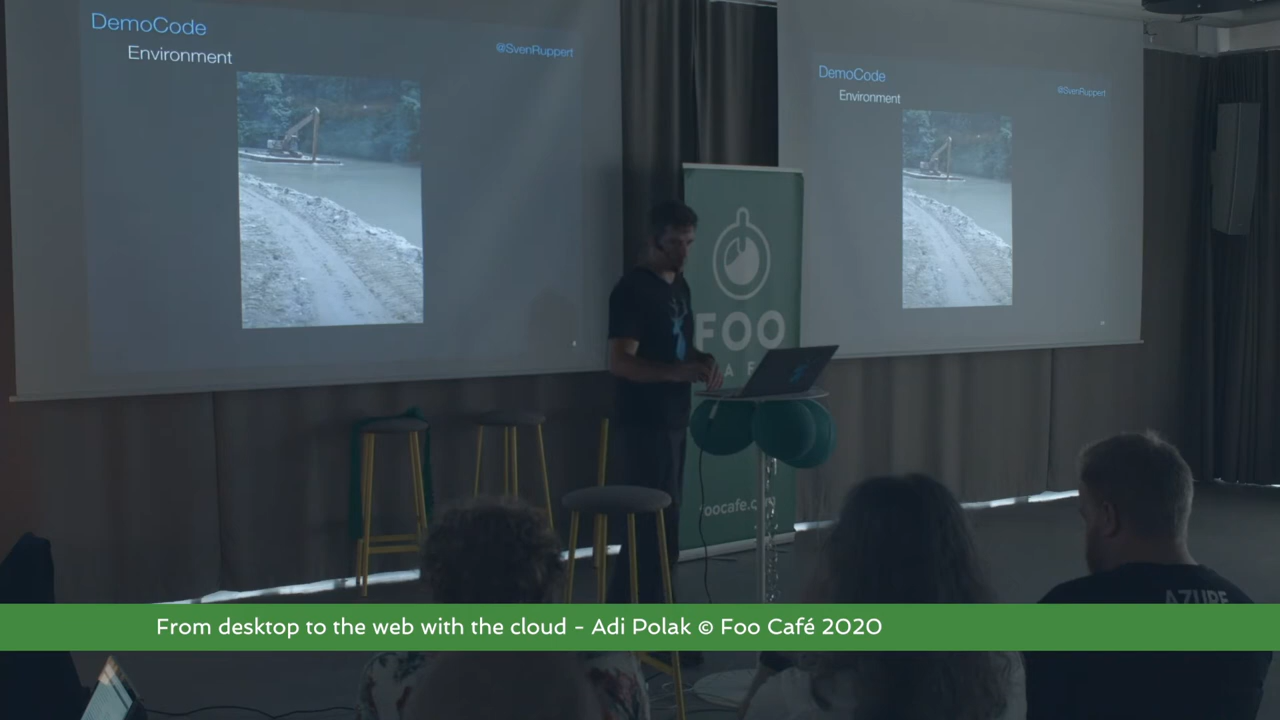 DemoCode
Environment
@SvenRuppert
DemoCode
Environment
@SvenRuppert
FOO
foocafe.com
AZURE
From desktop to the web with the cloud - Adi Polak © Foo Café 2020